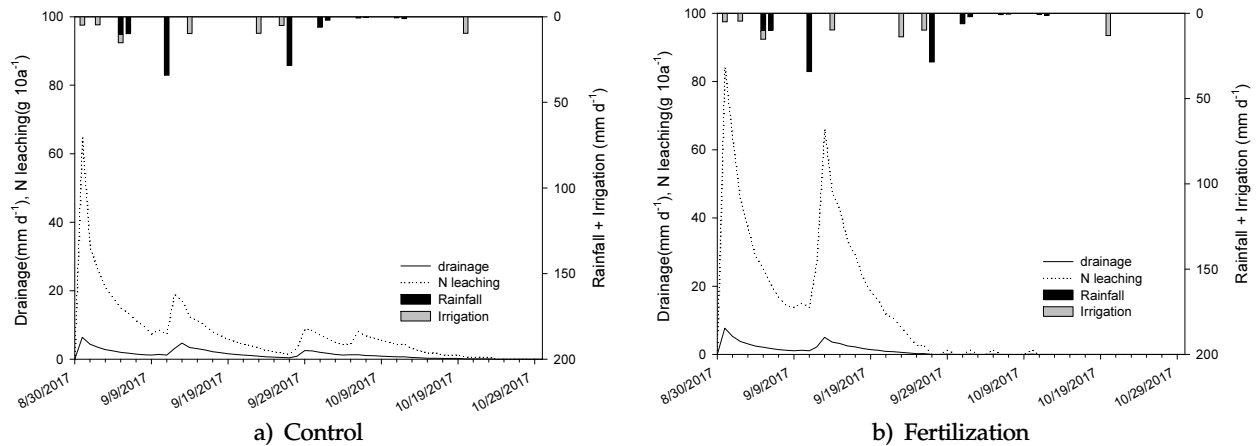 Drainage(mm d-1), N leaching(g 10a-1)
100
80
60
40
20
0
0
50
100
150
200
Rainfall + Irrigation (mm d-1)
drainage
N leaching
Rainfall
Irrigation
8/30/2017
9/9/2017
9/19/2017
9/29/2017
10/9/2017
10/19/2017
10/29/2017
a) Control
Drainage(mm d-1), N leaching(g 10a-1)
100
80
60
40
20
0
0
50
100
150
200
Rainfall + Irrigation (mm d-1)
drainage
N leaching
Rainfall
Irrigation
8/30/2017
9/9/2017
9/19/2017
9/29/2017
10/9/2017
10/19/2017
10/29/2017
b) Fertilization